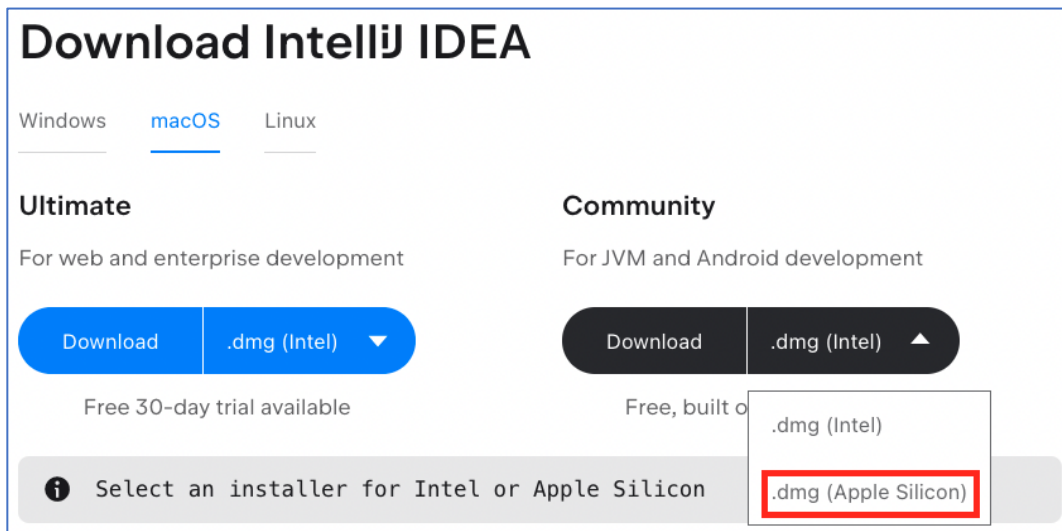 Download IntelliJ IDEA
Windows macOS Linux
Ultimate
For web and enterprise development
Download .dmg (Intel)
Free 30-day trial available
Community
For JVM and Android development
Download .dmg (Intel)
Free, built o
.dmg (Intel)
.dmg (Apple Silicon)
Select an installer for Intel or Apple Silicon